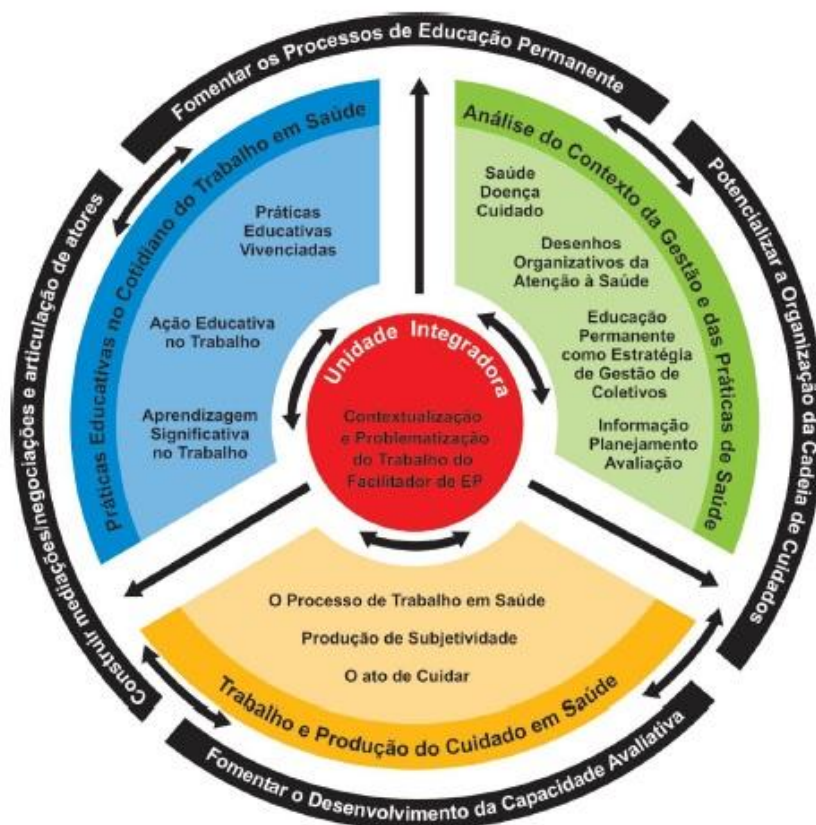 Fomentar os Processos de Educação Permanente
Potencializar a Organização da Cadeia de Cuidados
Fomentar o Desenvolvimento da Capacidade Avaliativa
Construir mediações/negociações e articulação de atores
Práticas Educativas no Cotidiano do Trabalho em Saúde
Práticas
Educativas
Vivenciadas
Ação Educativa
no Trabalho
Aprendizagem
Significativa
no Trabalho
Análise do Contexto da Gestão e das Práticas de Saúde
Saúde
Doença
Cuidado
Desenhos
Organizativos da
Atenção à Saúde
Educação
Permanente
como Estratégia
de Gestão de
Coletivos
Informação
Planejamento
Avaliação
Unidade Integradora
Contextualização
e Problematização
do Trabalho do
Facilitador de EP
O Processo de Trabalho em Saúde
Produção de Subjetividade
O ato de Cuidar
Trabalho e Produção do Cuidado em Saúde